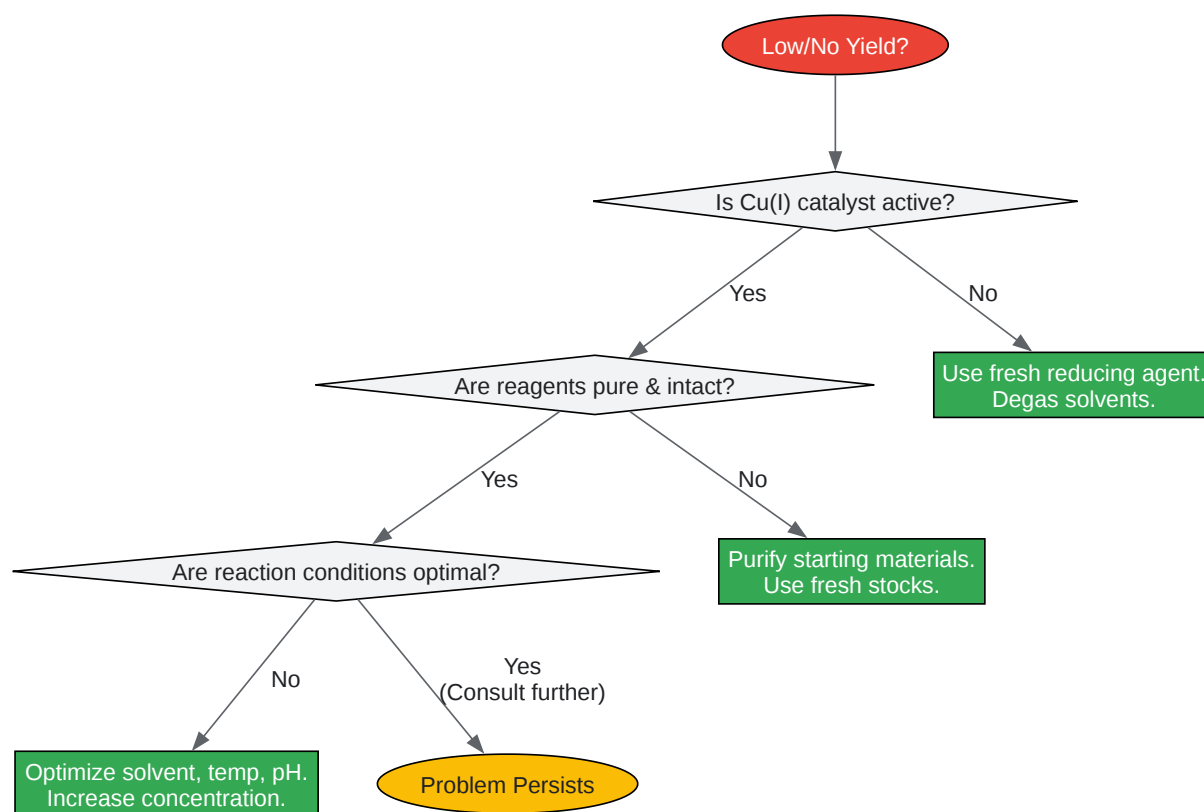 Low/No Yield?
Is Cu(I) catalyst active?
Yes
No
Use fresh reducing agent.
Degas solvents.
Are reagents pure & intact?
Yes
No
Purify starting materials.
Use fresh stocks.
Are reaction conditions optimal?
No
Yes
(Consult further)
Optimize solvent, temp, pH.
Increase concentration.
Problem Persists